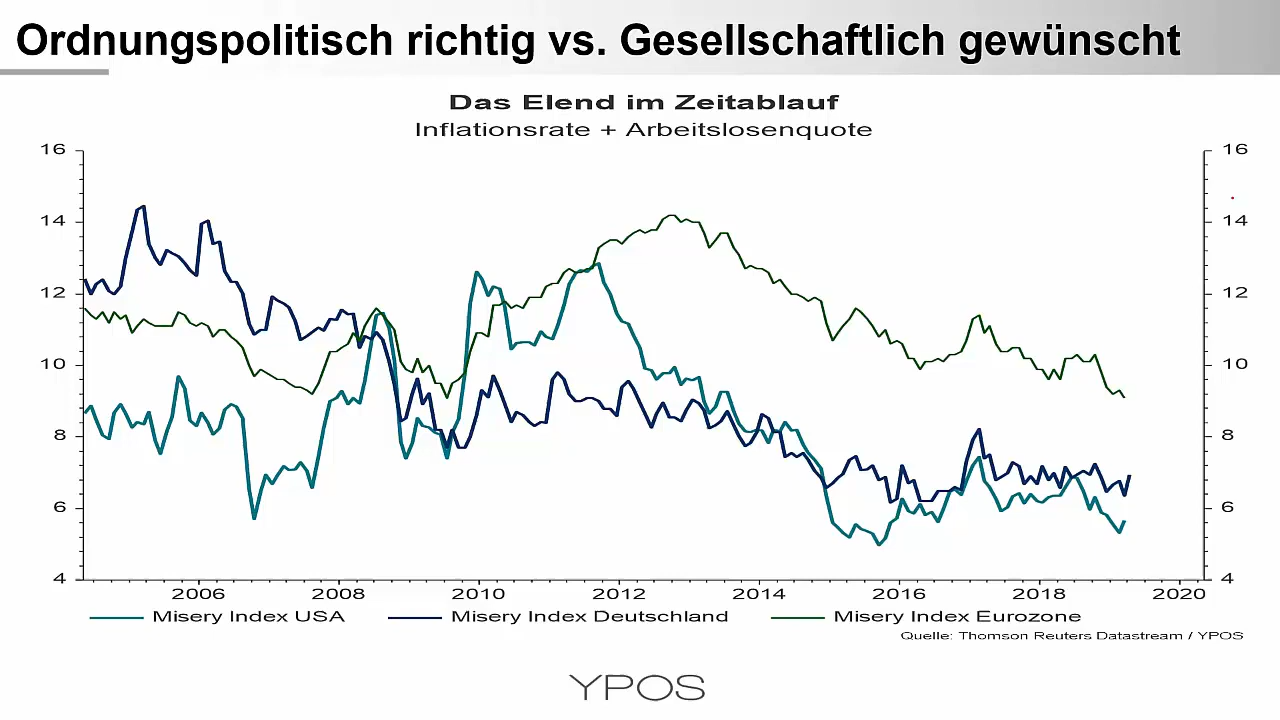 Ordnungspolitisch richtig vs. Gesellschaftlich gewünscht
Das Elend im Zeitablauf
Inflationsrate + Arbeitslosenquote
16 16
14 14
12 12
10 10
8 8
6 6
4 4
2006 2008 2010 2012 2014 2016 2018 2020
Misery Index USA Misery Index Deutschland Misery Index Eurozone
Quelle: Thomson Reuters Datastream / YPOS
YPOS